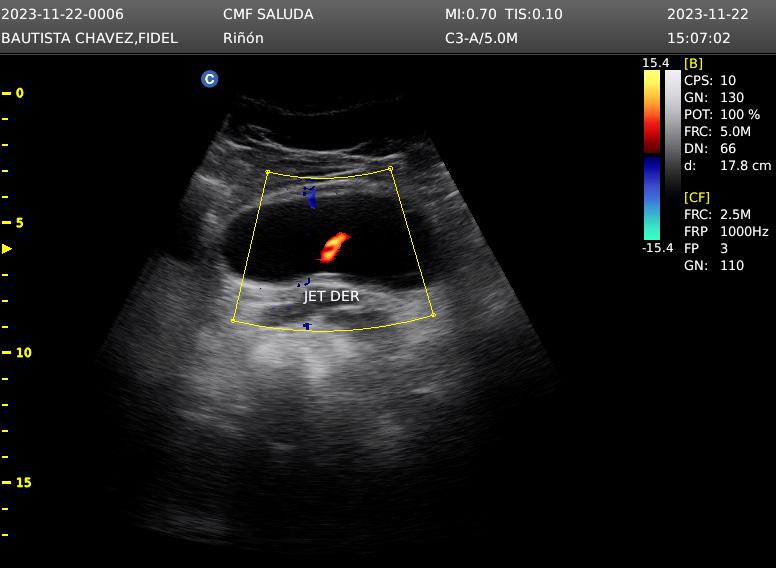 2023-11-22-0006 CMF SALUDA MI:0.70 TIS:0.10 2023-11-22
BAUTISTA CHAVEZ,FIDEL Riñón C3-A/5.0M 15:07:02
C
15.4
-15.4
[B]
CPS: 10
GN: 130
POT: 100 %
FRC: 5.0M
DN: 66
d: 17.8 cm
[CF]
FRC: 2.5M
FRP 1000Hz
FP 3
GN: 110
0
5
10
15
JET DER